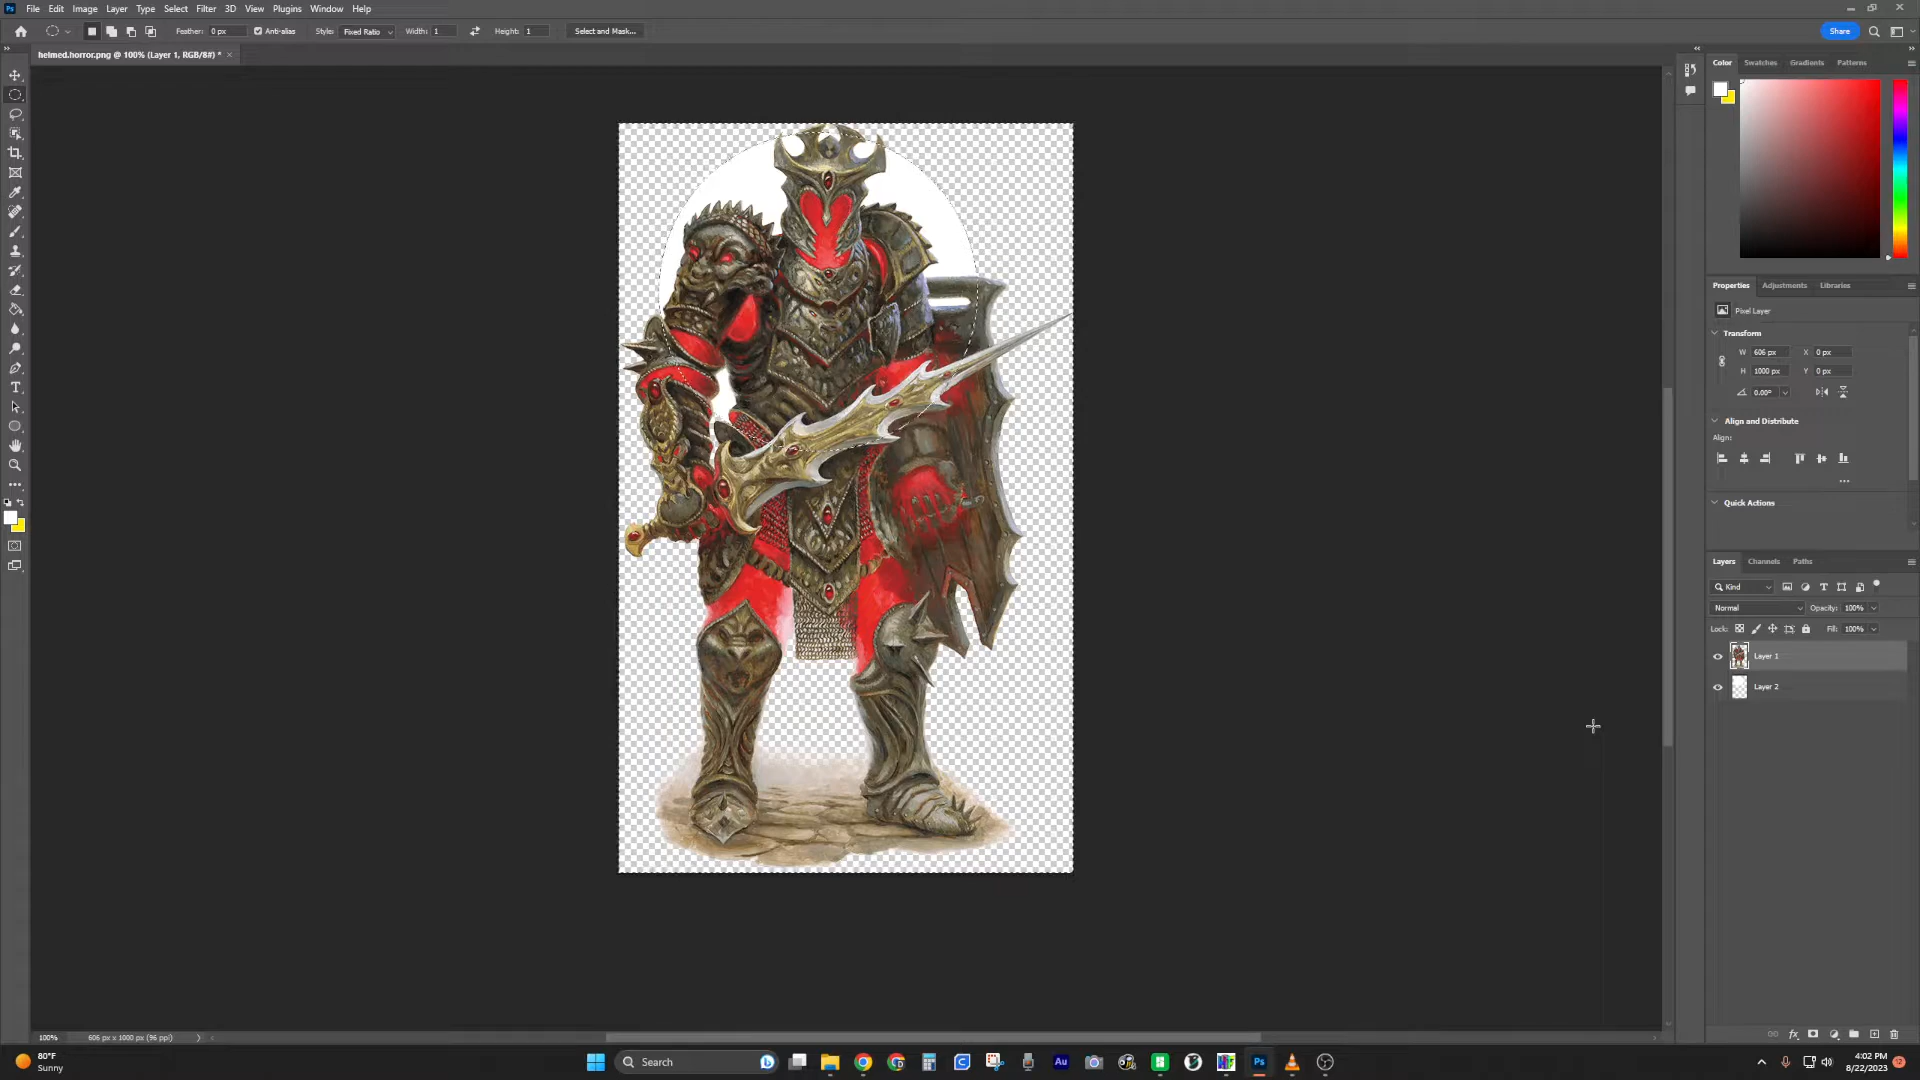 Ps File Edit Image Layer Type Select Filter 3D View Plugins Window Help
Feather: 0 px Anti-alias Style: Fixed Ratio Width: 1 Height: 1 Select and Mask... Share
helmed.horror.png @ 100% (Layer 1, RGB/8#) *
Color Swatches Gradients Patterns
Properties Adjustments Libraries
Pixel Layer
Transform
W 606 px X 0 px
H 1000 px Y 0 px
0.00°
Align and Distribute
Align:
Quick Actions
Layers Channels Paths
Kind
Normal Opacity: 100%
Lock: Fill: 100%
Layer 1
Layer 2
100% 606 px x 1000 px (96 ppi)
80°F
Sunny
Search
Au
Ps
4:02 PM
8/22/2023